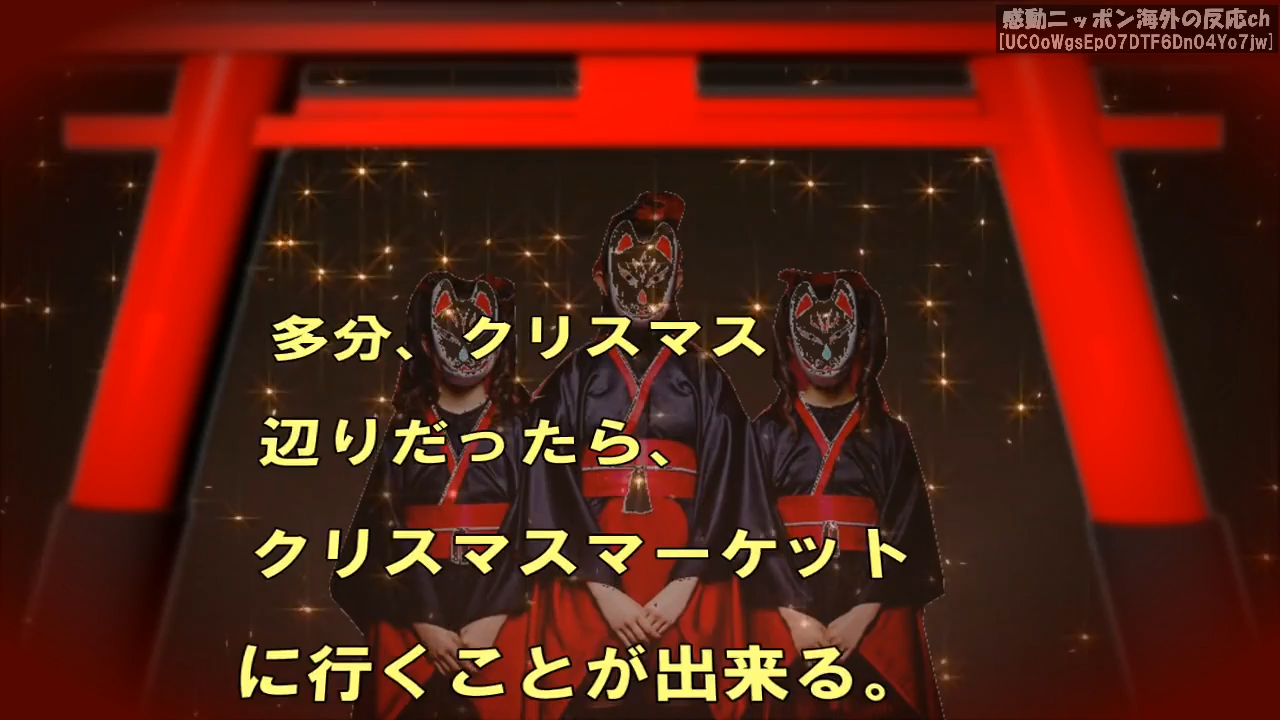 感動ニッポン海外の反応ch
[UCOoWgsEpO7DTF6DnO4Yo7jw]
多分、クリスマス
辺りだったら、
クリスマスマーケット
に行くことが出来る。